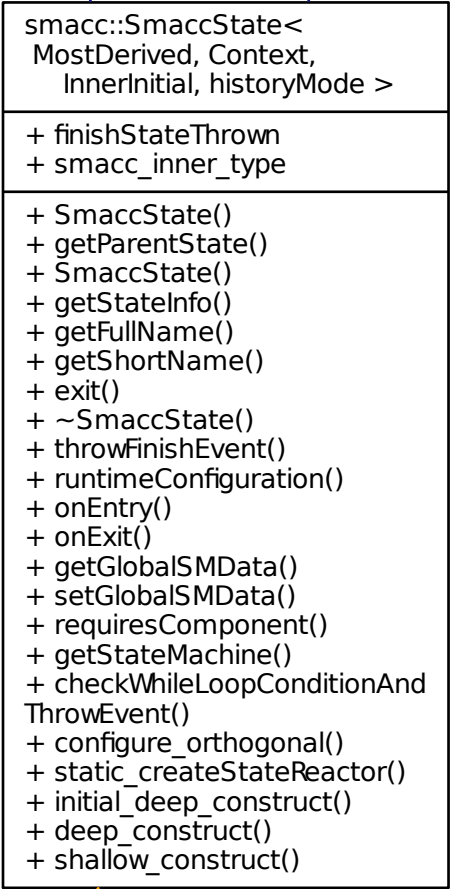 smacc::SmaccState<
MostDerived, Context,
InnerInitial, historyMode >
+ finishStateThrown
+ smacc_inner_type
+ SmaccState()
+ getParentState()
+ SmaccState()
+ getStateInfo()
+ getFullName()
+ getShortName()
+ exit()
+ ~SmaccState()
+ throwFinishEvent()
+ runtimeConfiguration()
+ onEntry()
+ onExit()
+ getGlobalSMData()
+ setGlobalSMData()
+ requiresComponent()
+ getStateMachine()
+ checkWhileLoopConditionAnd
ThrowEvent()
+ configure_orthogonal()
+ static_createStateReactor()
+ initial_deep_construct()
+ deep_construct()
+ shallow_construct()